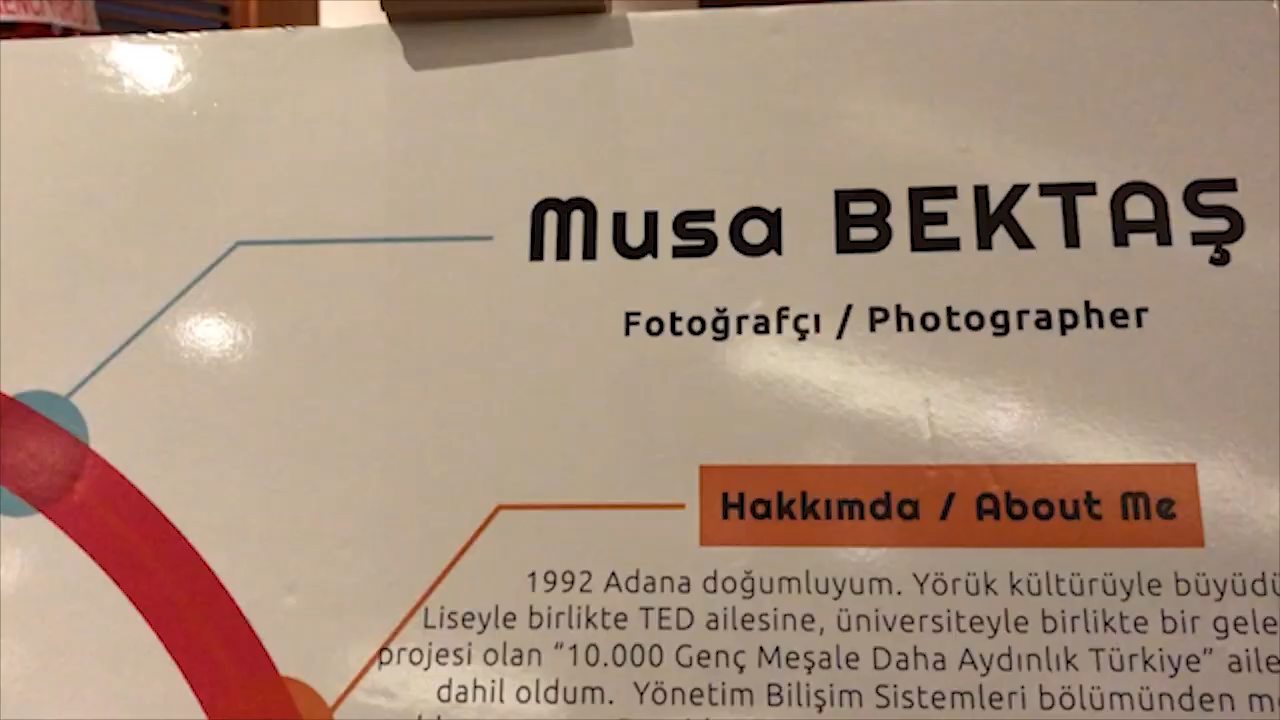 Musa BEKTAŞ
Fotoğrafçı / Photographer
Hakkımda / About Me
1992 Adana doğumluyum. Yörük kültürüyle
Liseyle birlikte TED ailesine, üniversiteyle birlikte bir
projesi olan “10.000 Genç Meşale Daha Aydınlık Türkiye”
dahil oldum. Yönetim Bilişim Sistemleri bölümünden